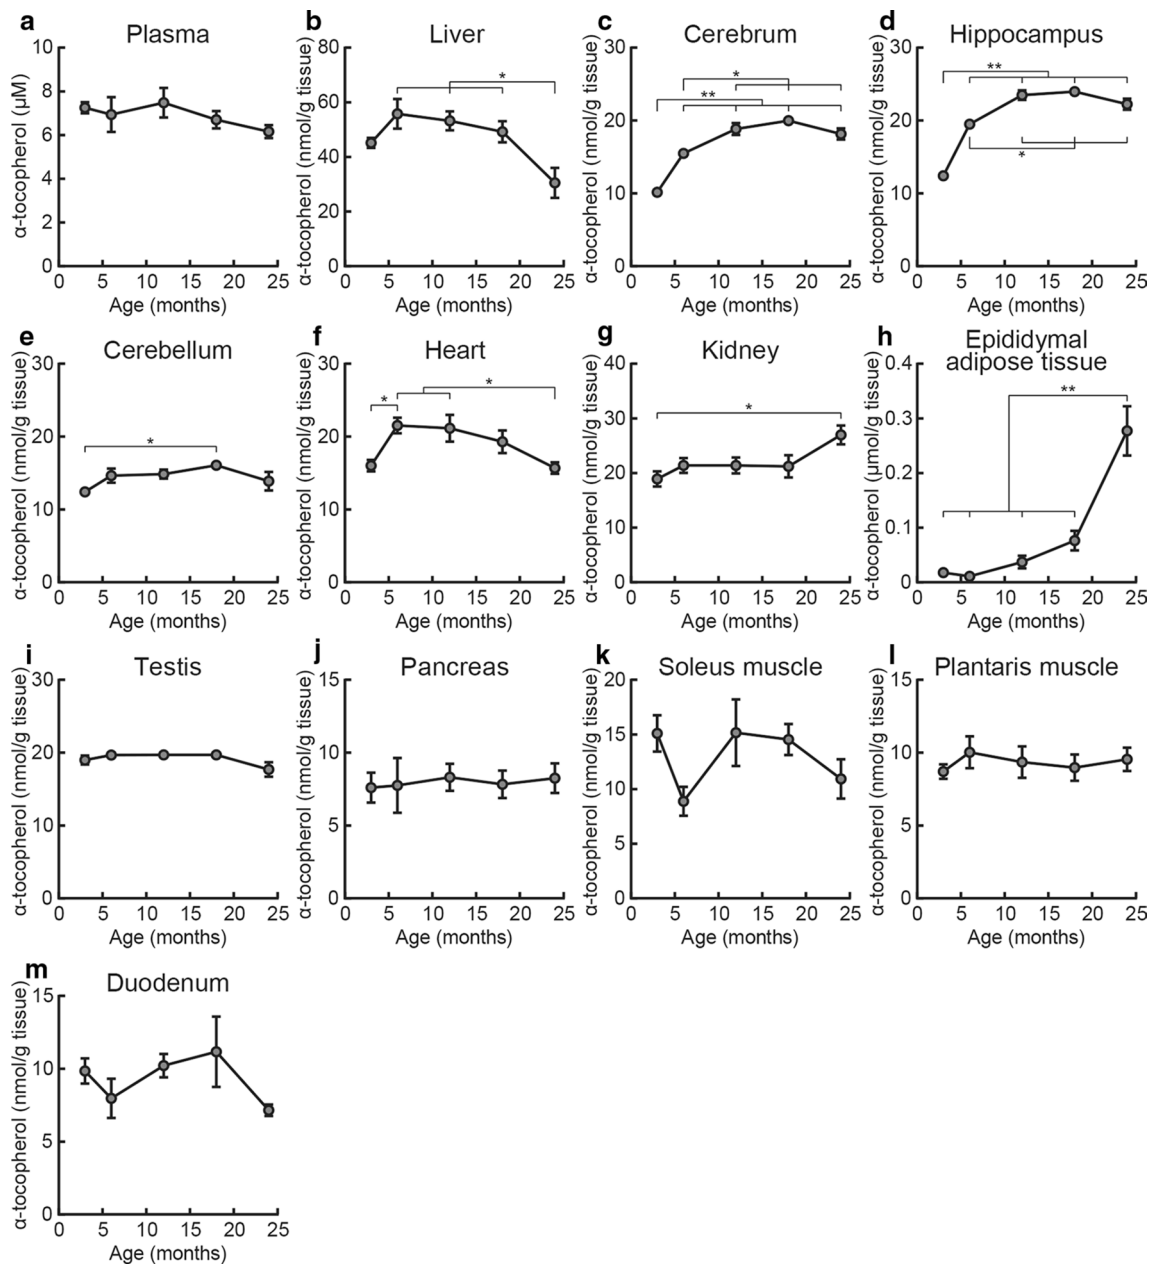 a Plasma
α-tocopherol (µM)
10
8
6
4
2
0
0 5 10 15 20 25
Age (months)
b Liver
α-tocopherol (nmol/g tissue)
80
60
40
20
0
*
0 5 10 15 20 25
Age (months)
c Cerebrum
α-tocopherol (nmol/g tissue)
30
20
10
0
*
**
0 5 10 15 20 25
Age (months)
d Hippocampus
α-tocopherol (nmol/g tissue)
30
20
10
0
**
*
0 5 10 15 20 25
Age (months)
e Cerebellum
α-tocopherol (nmol/g tissue)
30
20
10
0
*
0 5 10 15 20 25
Age (months)
f Heart
α-tocopherol (nmol/g tissue)
30
20
10
0
* *
0 5 10 15 20 25
Age (months)
g Kidney
α-tocopherol (nmol/g tissue)
40
30
20
10
0
*
0 5 10 15 20 25
Age (months)
h Epididymal
adipose tissue
α-tocopherol (µmol/g tissue)
0.4
0.3
0.2
0.1
0
**
0 5 10 15 20 25
Age (months)
i Testis
α-tocopherol (nmol/g tissue)
30
20
10
0
0 5 10 15 20 25
Age (months)
j Pancreas
α-tocopherol (nmol/g tissue)
15
10
5
0
0 5 10 15 20 25
Age (months)
k Soleus muscle
α-tocopherol (nmol/g tissue)
20
15
10
5
0
0 5 10 15 20 25
Age (months)
l Plantaris muscle
α-tocopherol (nmol/g tissue)
15
10
5
0
0 5 10 15 20 25
Age (months)
m Duodenum
α-tocopherol (nmol/g tissue)
15
10
5
0
0 5 10 15 20 25
Age (months)